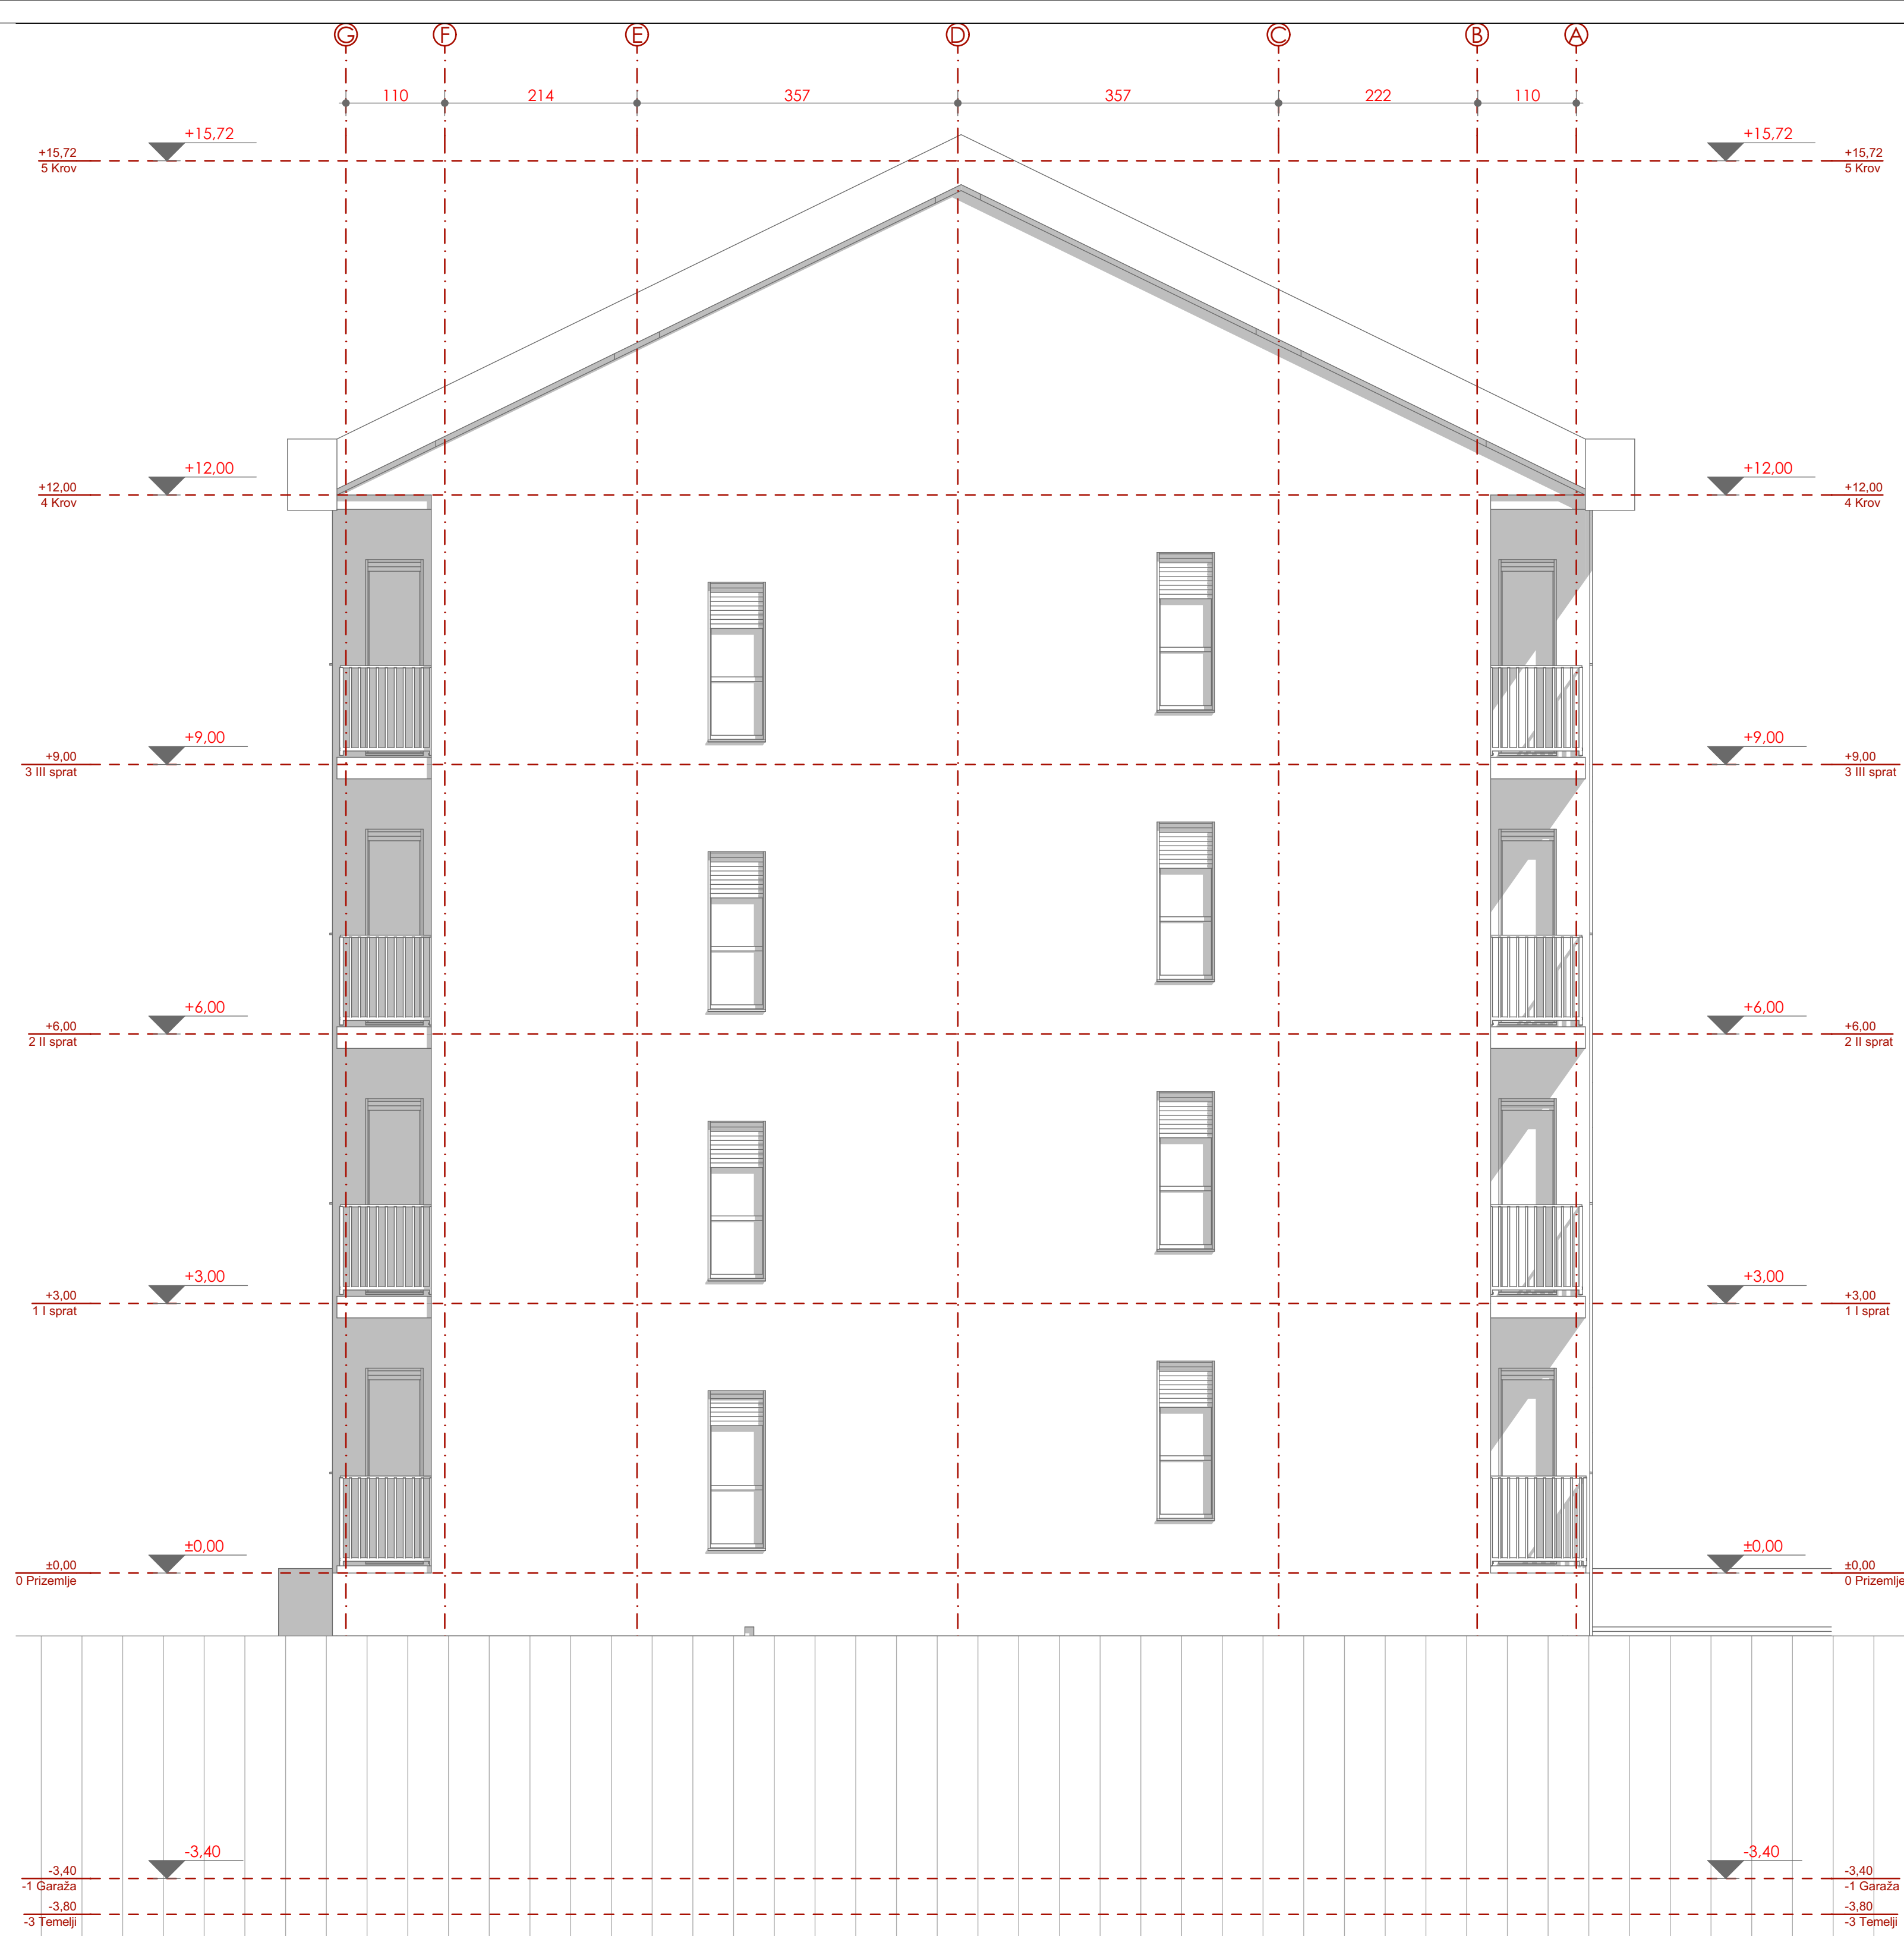 G F E D C B A
110 214 357 357 222 110
+15,72 +15,72
+15,72 +15,72
5 Krov 5 Krov
+12,00 +12,00
+12,00 +12,00
4 Krov 4 Krov
+9,00 +9,00
+9,00 +9,00
3 III sprat 3 III sprat
+6,00 +6,00
+6,00 +6,00
2 II sprat 2 II sprat
+3,00 +3,00
+3,00 +3,00
1 I sprat 1 I sprat
±0,00 ±0,00
±0,00 ±0,00
0 Prizemlje 0 Prizemlje
-3,40 -3,40
-3,40 -3,40
-1 Garaža -1 Garaža
-3,80 -3,80
-3 Temelji -3 Temelji